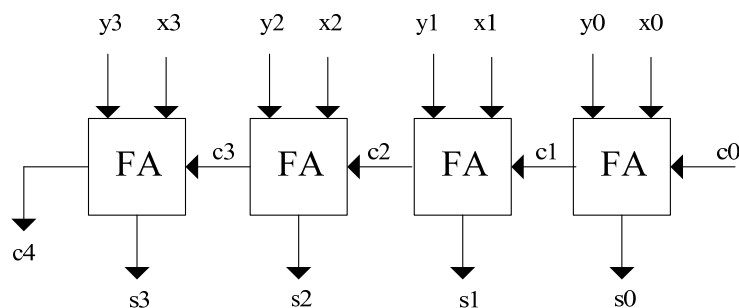 y3 x3 y2 x2 y1 x1 y0 x0
FA c3 FA c2 FA c1 FA c0
c4
s3 s2 s1 s0